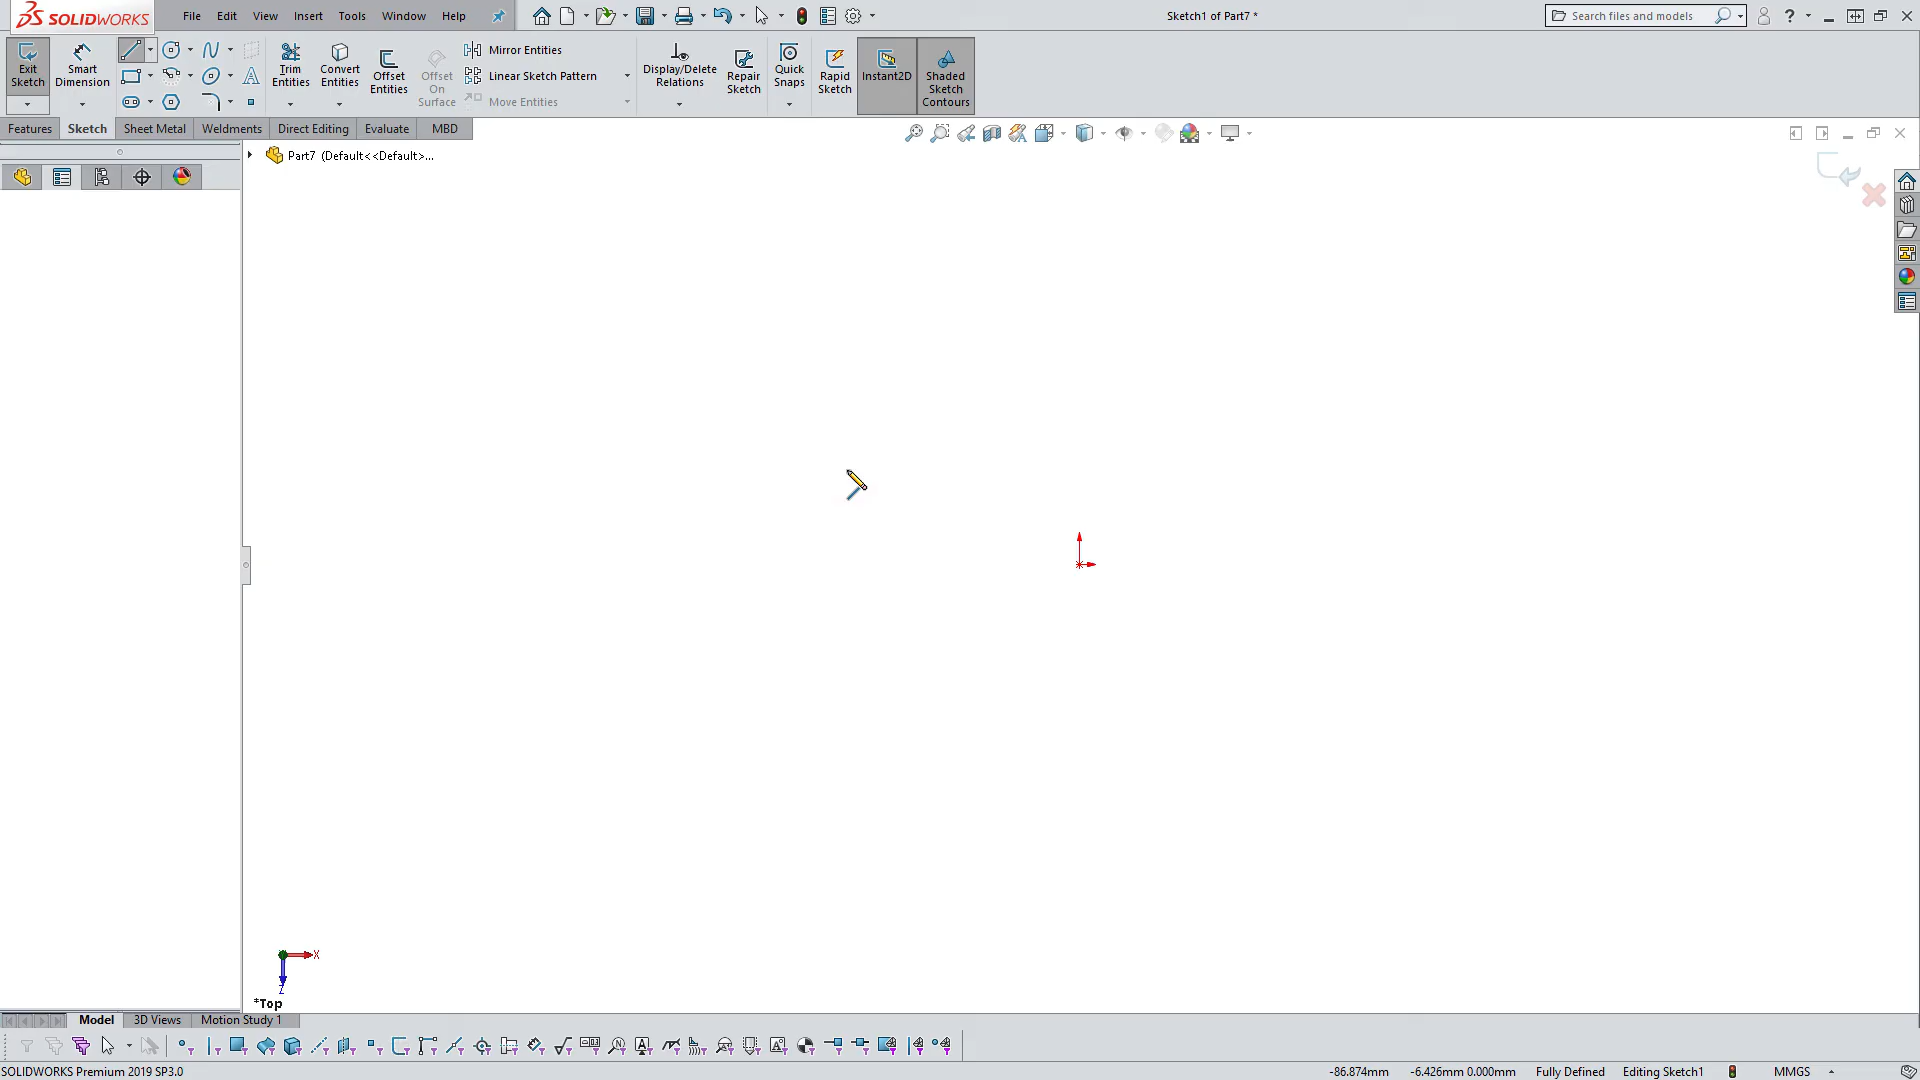 SOLIDWORKS File Edit View Insert Tools Window Help Sketch1 of Part7 * Search files and models ?
Exit Sketch
Smart Dimension
Trim Entities
Convert Entities
Offset Entities
Offset On Surface
Mirror Entities
Linear Sketch Pattern
Move Entities
Display/Delete Relations
Repair Sketch
Quick Snaps
Rapid Sketch
Instant2D
Shaded Sketch Contours
Features Sketch Sheet Metal Weldments Direct Editing Evaluate MBD
Part7 (Default<<Default>...
X
Z
*Top
Model 3D Views Motion Study 1
SOLIDWORKS Premium 2019 SP3.0 -86.874mm -6.426mm 0.000mm Fully Defined Editing Sketch1 MMGS